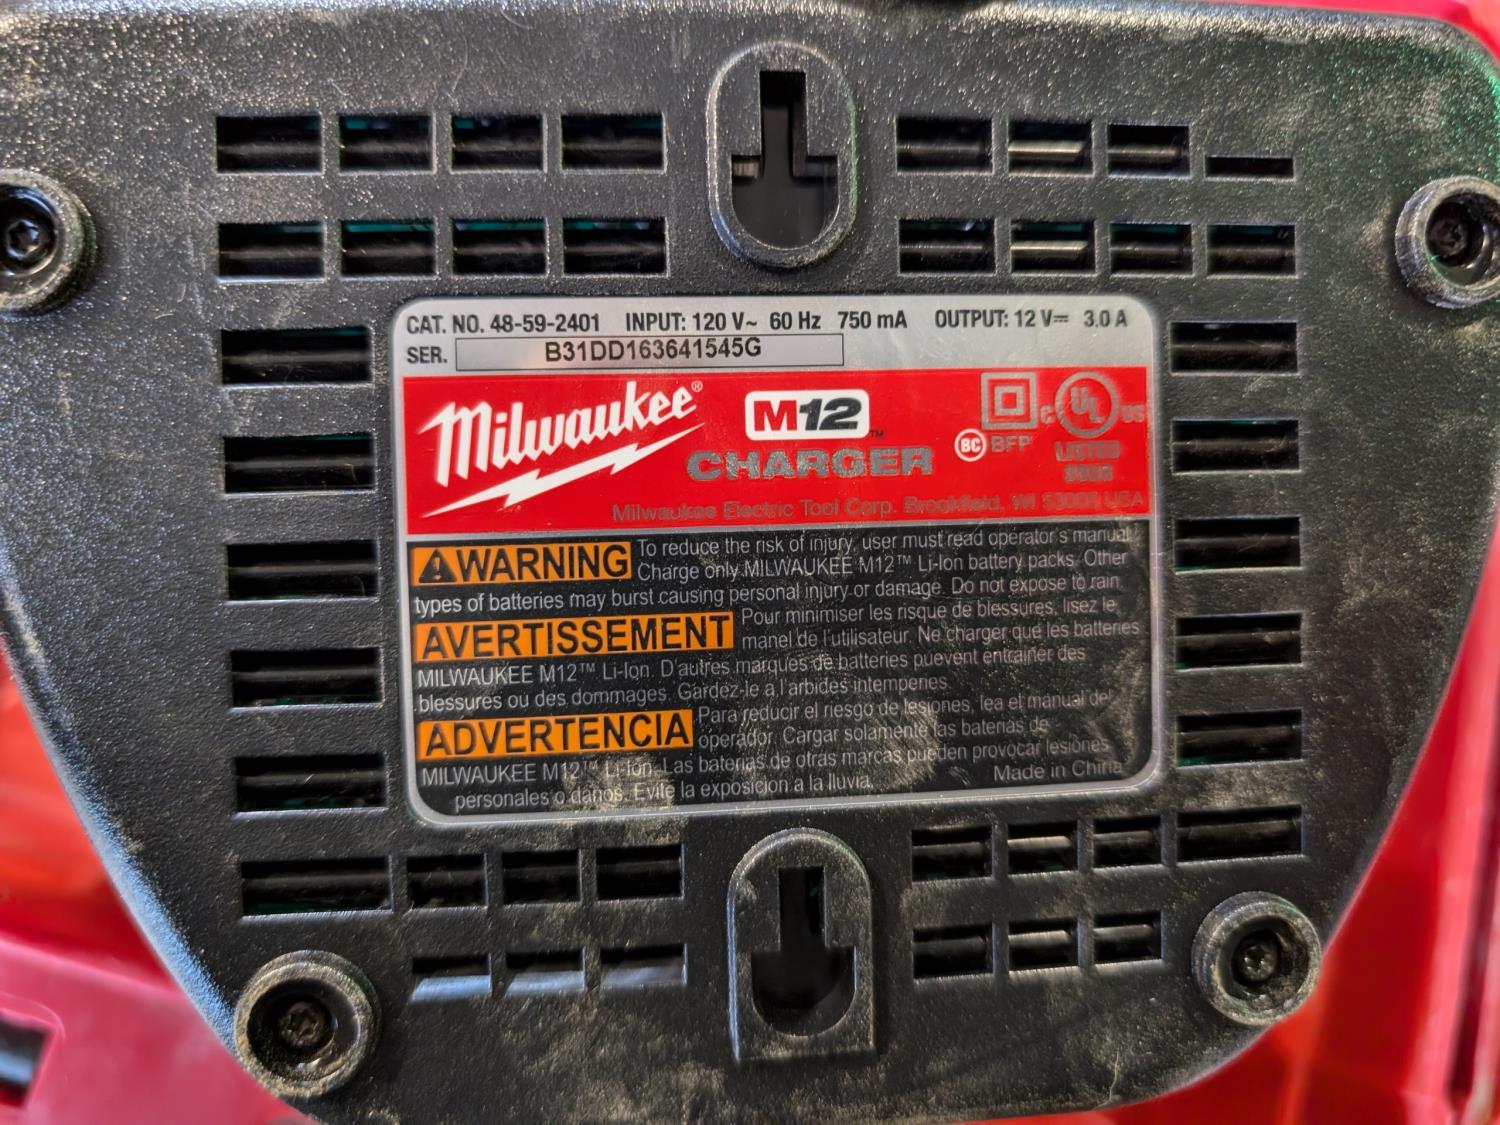 CAT. NO. 48-59-2401 INPUT: 120 V~ 60 Hz 750 mA OUTPUT: 12 V⎓ 3.0 A
SER. B31DD163641545G
Milwaukee® M12™ C UL US
CHARGER BC BFP LISTED
Milwaukee Electric Tool Corp. Brookfield, WI 53005 USA
WARNING To reduce the risk of injury, user must read operator's manual.
Charge only MILWAUKEE M12™ Li-Ion battery packs. Other
types of batteries may burst causing personal injury or damage. Do not expose to rain.
AVERTISSEMENT Pour minimiser les risque de blessures, lisez le
manel de l'utilisateur. Ne charger que les batteries
MILWAUKEE M12™ Li-Ion. D'autres marques de batteries puevent entraîner des
blessures ou des dommages. Gardez-le a l'arbides intemperies.
ADVERTENCIA Para reducir el riesgo de lesiones, lea el manual del
operador. Cargar solamente las baterias de
MILWAUKEE M12™ Li-Ion. Las baterias de otras marcas pueden provocar lesiones
personales o daños. Evite la exposicion a la lluvia.
Made in China